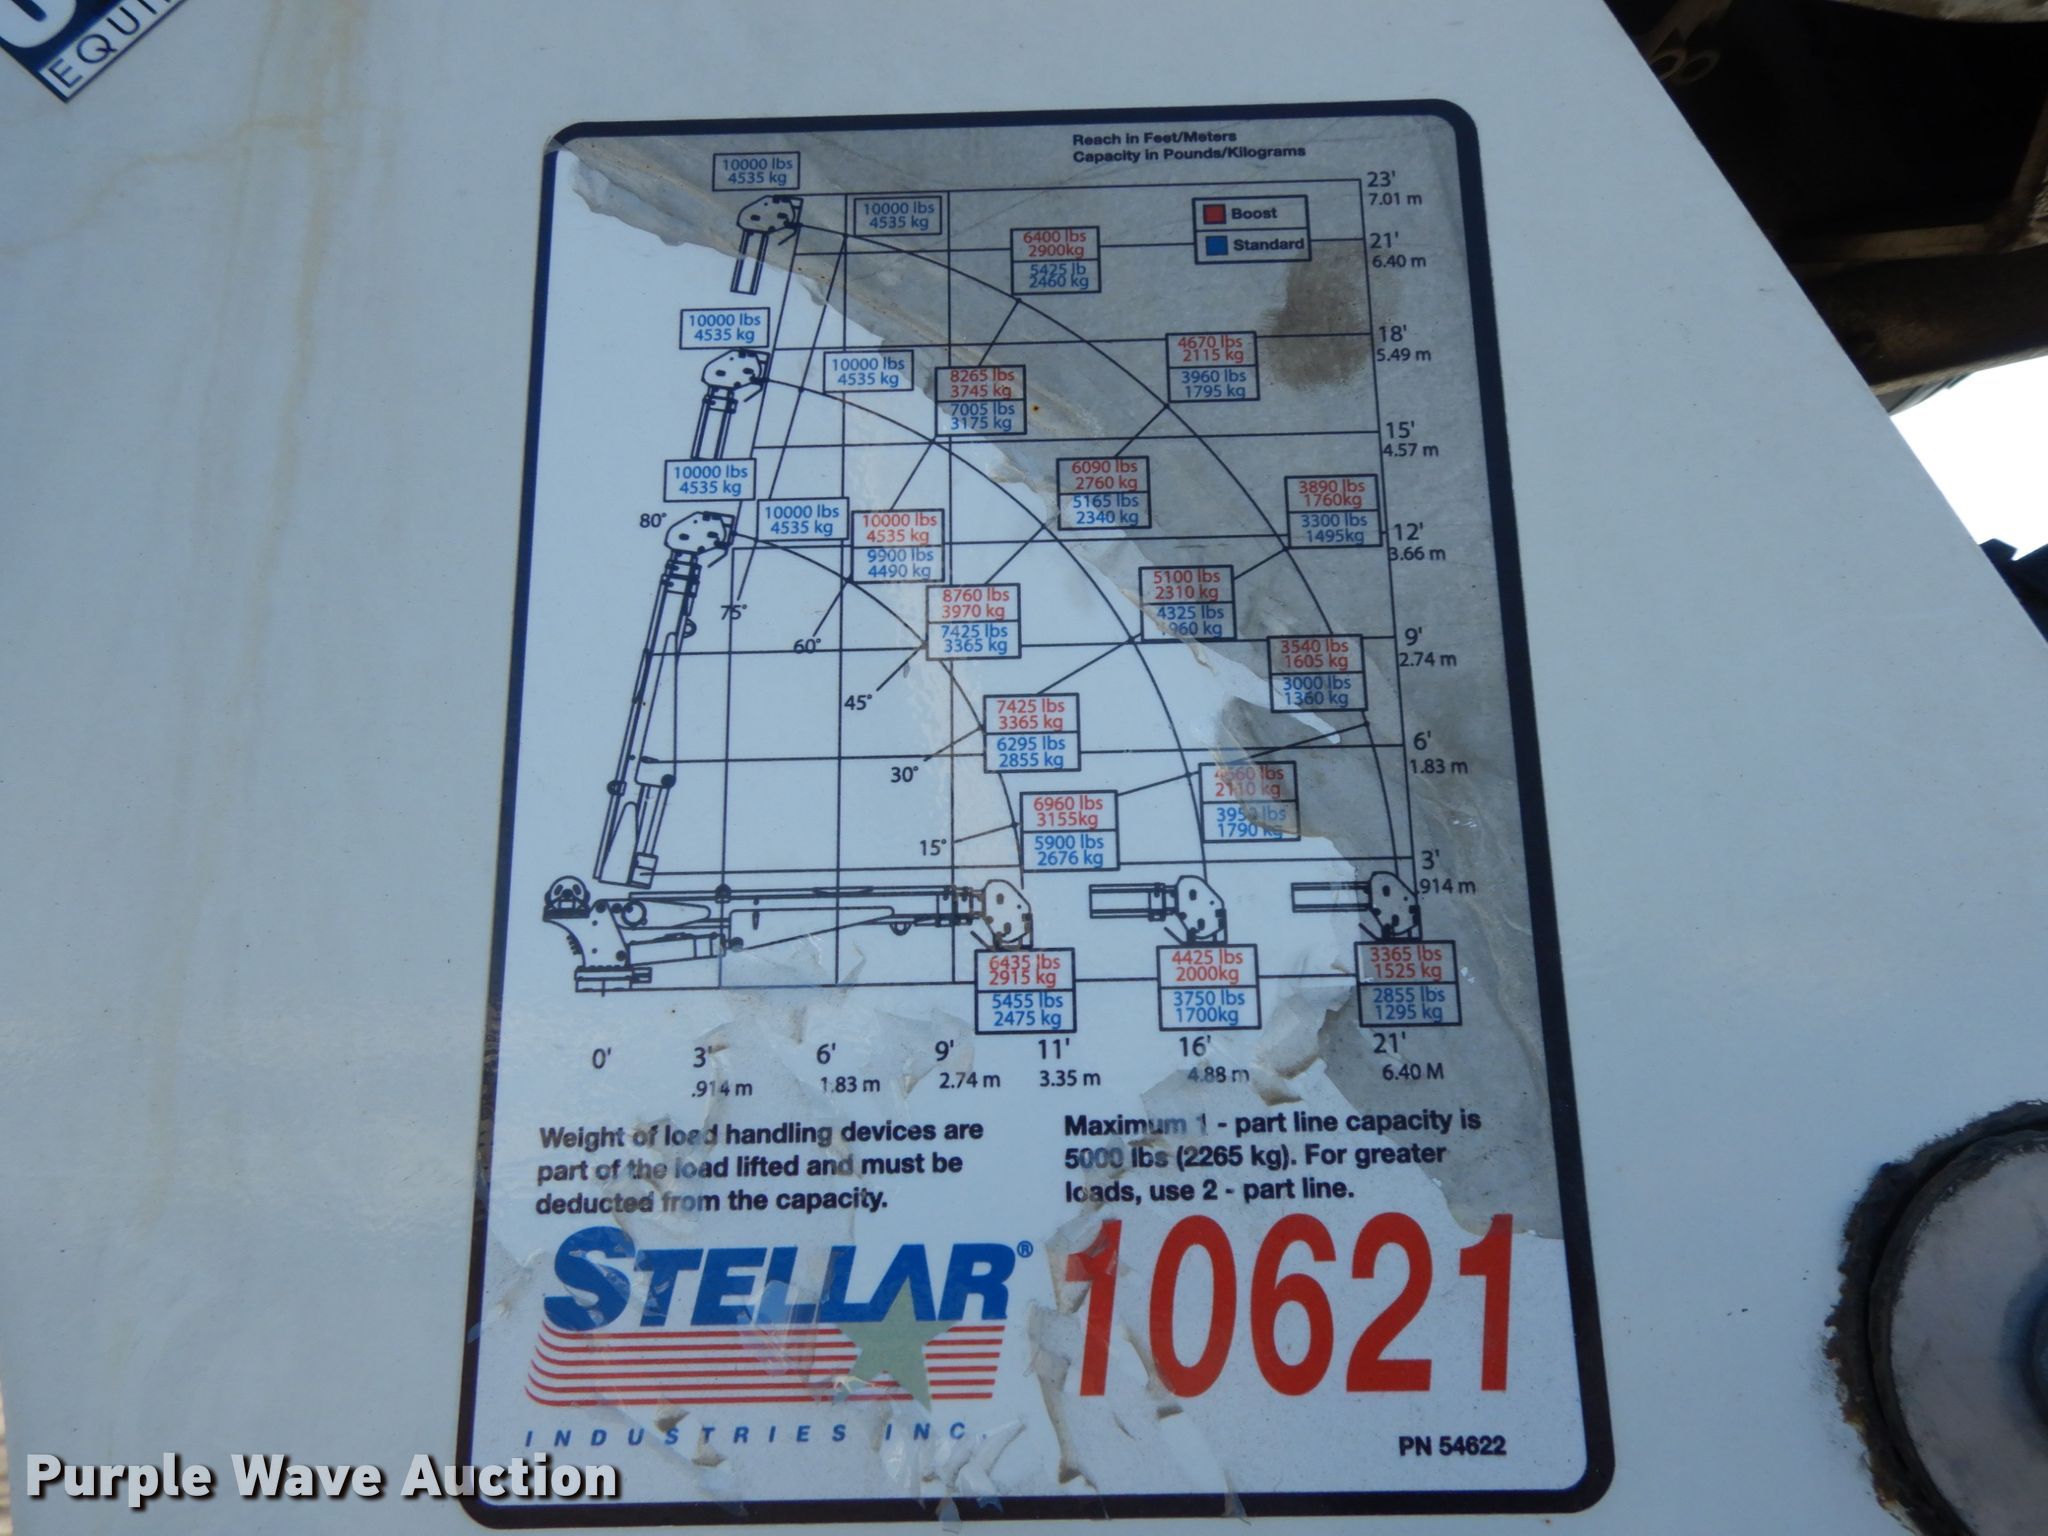 EQUI
Reach in Feet/Meters
Capacity in Pounds/Kilograms
10000 lbs
4535 kg
23'
7.01 m
10000 lbs
4535 kg
Boost
Standard
6400 lbs
2900kg
5425 lb
2460 kg
21'
6.40 m
10000 lbs
4535 kg
10000 lbs
4535 kg
4670 lbs
2115 kg
3960 lbs
1795 kg
18'
5.49 m
8265 lbs
3745 kg
7005 lbs
3175 kg
15'
4.57 m
10000 lbs
4535 kg
6090 lbs
2760 kg
5165 lbs
2340 kg
3890 lbs
1760kg
3300 lbs
1495kg
80°
10000 lbs
4535 kg
10000 lbs
4535 kg
9900 lbs
4490 kg
12'
3.66 m
5100 lbs
2310 kg
4325 lbs
1960 kg
75°
8760 lbs
3970 kg
7425 lbs
3365 kg
60°
9'
2.74 m
3540 lbs
1605 kg
3000 lbs
1360 kg
45°
7425 lbs
3365 kg
6295 lbs
2855 kg
6'
1.83 m
30°
4660 lbs
2110 kg
lbs
1790 kg
6960 lbs
3155kg
5900 lbs
2676 kg
15°
3'
.914 m
6435 lbs
2915 kg
5455 lbs
2475 kg
4425 lbs
2000kg
3750 lbs
1700kg
3365 lbs
1525 kg
2855 lbs
1295 kg
0' 3' 6' 9' 11' 16' 21'
.914 m 1.83 m 2.74 m 3.35 m 4.88 m 6.40 M
Weight of load handling devices are
part of the load lifted and must be
deducted from the capacity.
Maximum 1 - part line capacity is
5000 lbs (2265 kg). For greater
loads, use 2 - part line.
STELLAR®
INDUSTRIES INC.
10621
PN 54622
Purple Wave Auction